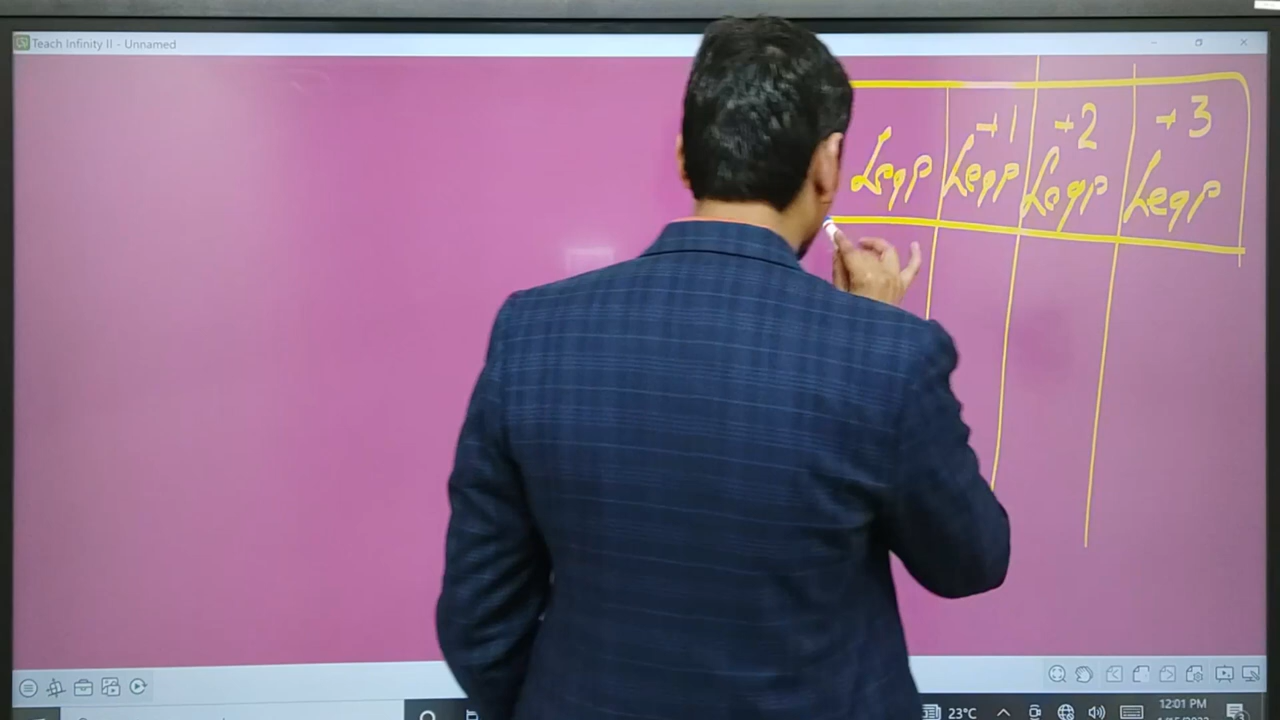 Teach Infinity II - Unnamed
+1 +2 +3
Leap Leap Leap Leap
23°C 12:01 PM